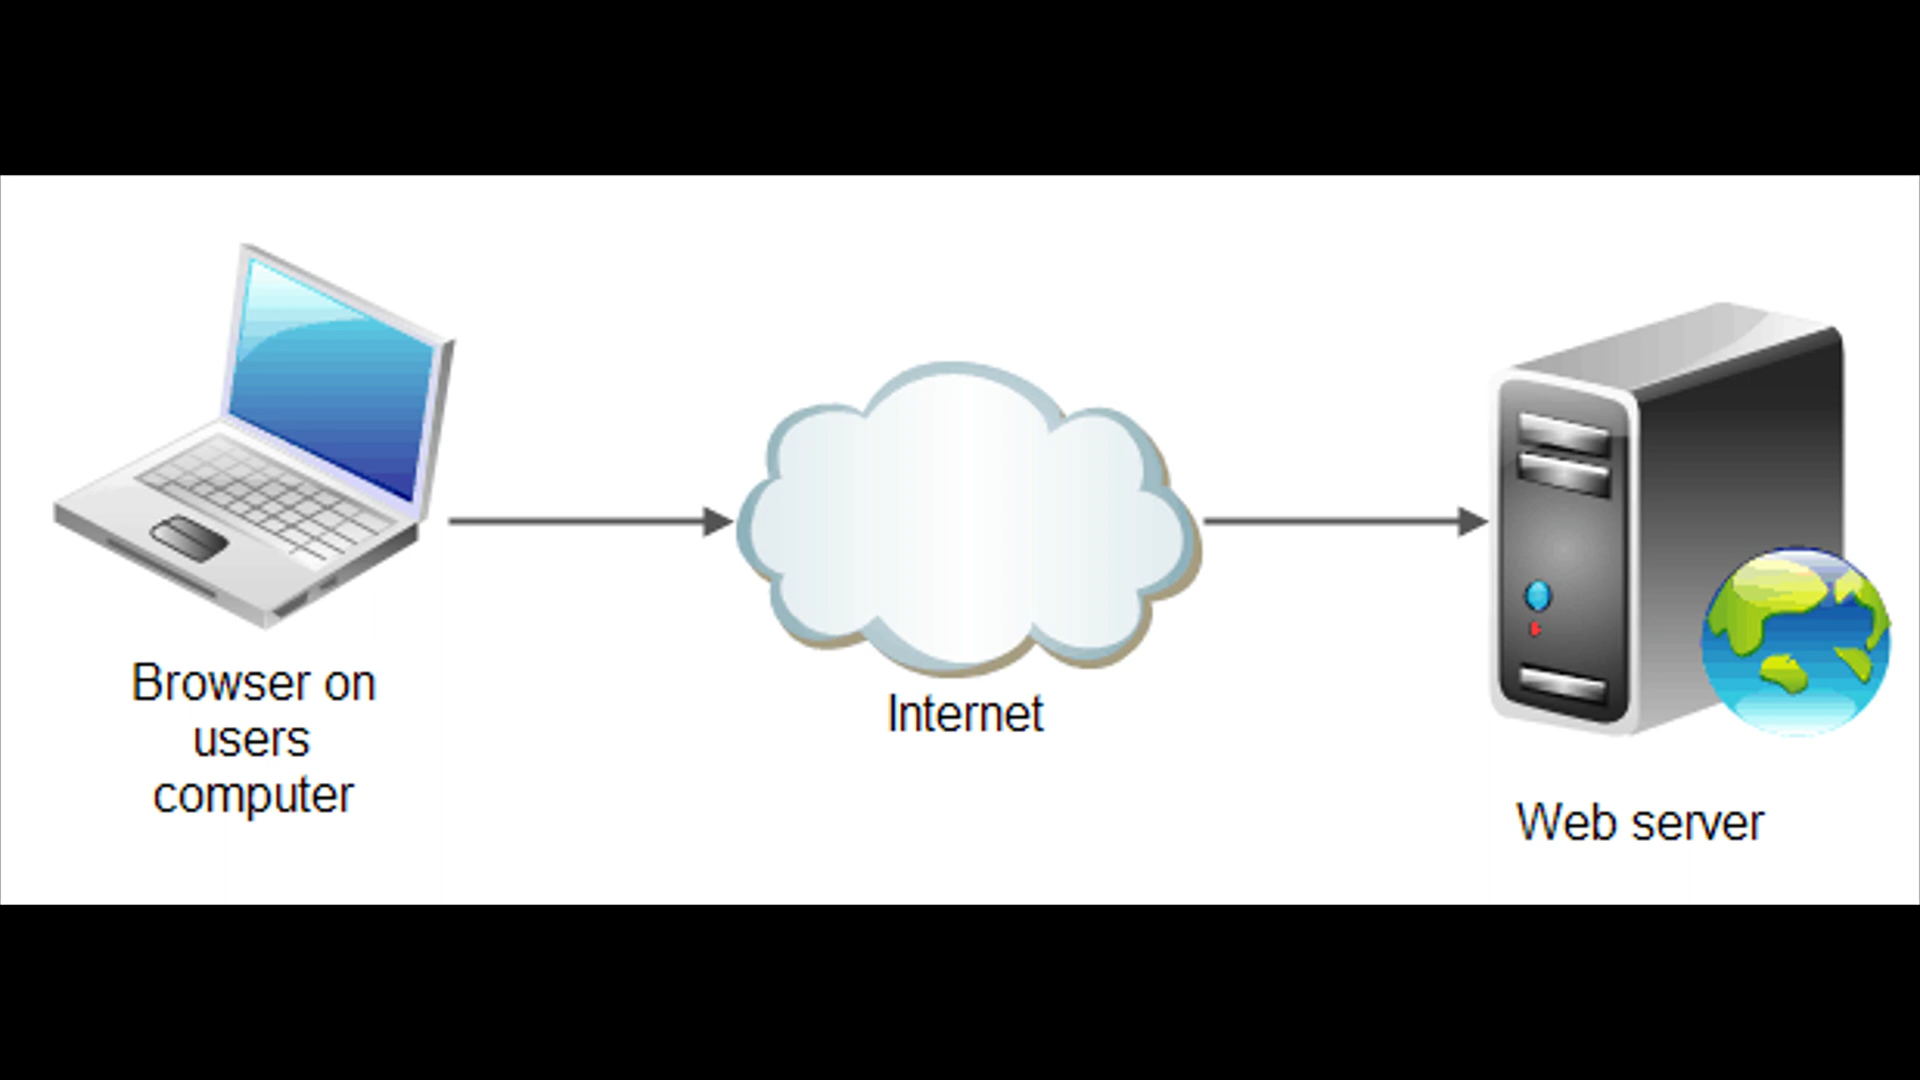 Browser on
users
computer
Internet
Web server